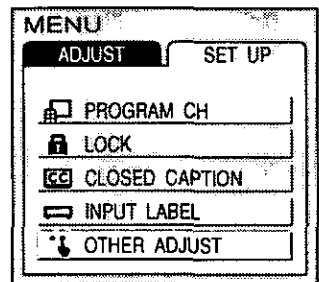 MENU
ADJUST SET UP
PROGRAM CH
LOCK
CC CLOSED CAPTION
INPUT LABEL
OTHER ADJUST